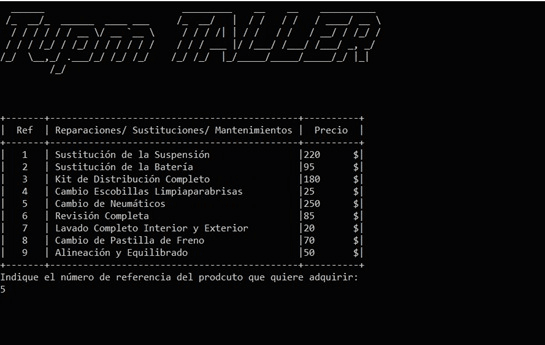 Tupm TALLER
Ref Reparaciones/ Sustituciones/ Mantenimientos Precio
1 Sustitución de la Suspensión 220 $
2 Sustitución de la Batería 95 $
3 Kit de Distribución Completo 180 $
4 Cambio Escobillas Limpiaparabrisas 25 $
5 Cambio de Neumáticos 250 $
6 Revisión Completa 85 $
7 Lavado Completo Interior y Exterior 20 $
8 Cambio de Pastilla de Freno 70 $
9 Alineación y Equilibrado 50 $
Indique el número de referencia del prodcuto que quiere adquirir:
5